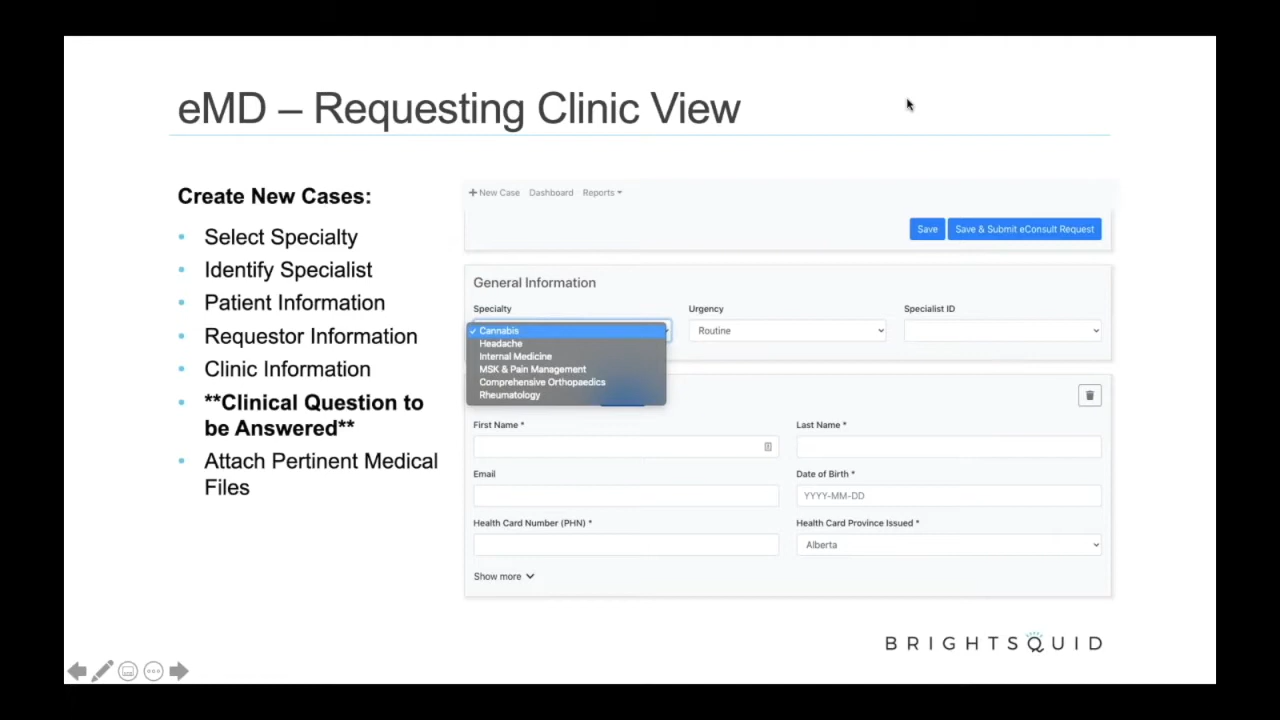 eMD – Requesting Clinic View
Create New Cases:
• Select Specialty
• Identify Specialist
• Patient Information
• Requestor Information
• Clinic Information
• **Clinical Question to
be Answered**
• Attach Pertinent Medical
Files
New Case Dashboard Reports
Save Save & Submit eConsult Request
General Information
Specialty Urgency Specialist ID
✓ Cannabis Routine
Headache
Internal Medicine
MSK & Pain Management
Comprehensive Orthopaedics
Rheumatology
First Name * Last Name *
Email Date of Birth *
YYYY-MM-DD
Health Card Number (PHN) * Health Card Province Issued *
Alberta
Show more
BRIGHTSQUID